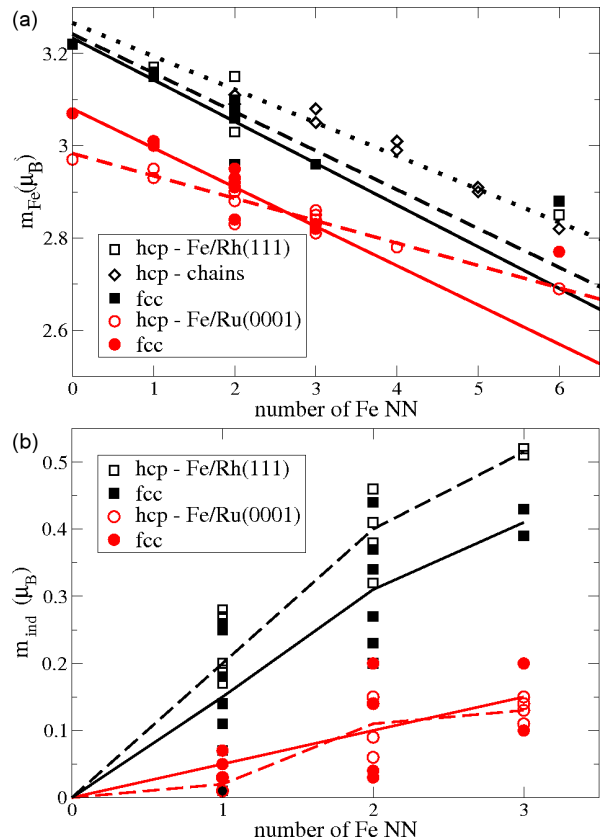 (a)
3.2
3
2.8
2.6
m_Fe (μ_B)
hcp - Fe/Rh(111)
hcp - chains
fcc
hcp - Fe/Ru(0001)
fcc
0 1 2 3 4 5 6
number of Fe NN
(b)
0.5
0.4
0.3
0.2
0.1
0
m_ind (μ_B)
hcp - Fe/Rh(111)
fcc
hcp - Fe/Ru(0001)
fcc
0 1 2 3
number of Fe NN